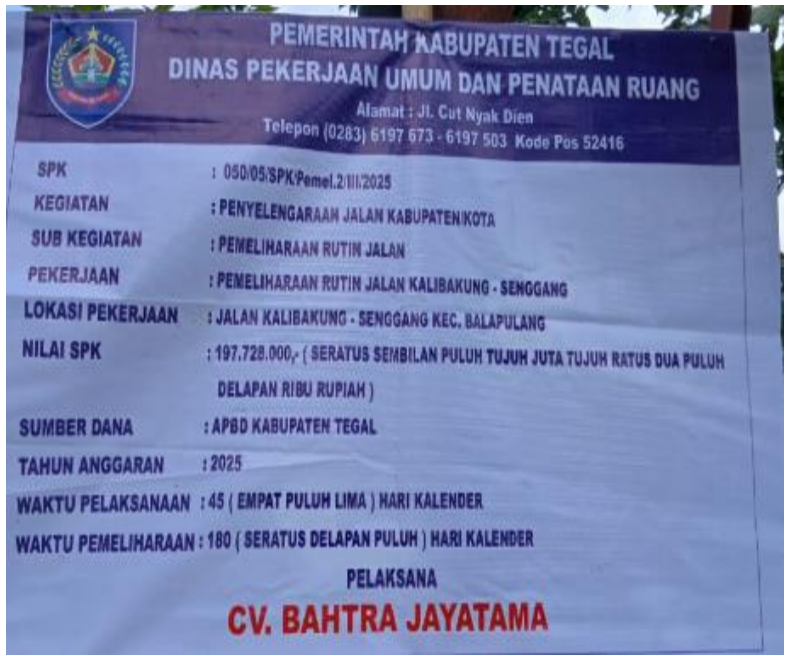 PEMERINTAH KABUPATEN TEGAL
DINAS PEKERJAAN UMUM DAN PENATAAN RUANG
Alamat : Jl. Cut Nyak Dien
Telepon (0283) 6197 673 - 6197 503 Kode Pos 52416
SPK : 050/05/SPK/Pemel.2/III/2025
KEGIATAN : PENYELENGARAAN JALAN KABUPATEN/KOTA
SUB KEGIATAN : PEMELIHARAAN RUTIN JALAN
PEKERJAAN : PEMELIHARAAN RUTIN JALAN KALIBAKUNG - SENGGANG
LOKASI PEKERJAAN : JALAN KALIBAKUNG - SENGGANG KEC. BALAPULANG
NILAI SPK : 197.728.000,- ( SERATUS SEMBILAN PULUH TUJUH JUTA TUJUH RATUS DUA PULUH
DELAPAN RIBU RUPIAH )
SUMBER DANA : APBD KABUPATEN TEGAL
TAHUN ANGGARAN : 2025
WAKTU PELAKSANAAN : 45 ( EMPAT PULUH LIMA ) HARI KALENDER
WAKTU PEMELIHARAAN : 180 ( SERATUS DELAPAN PULUH ) HARI KALENDER
PELAKSANA
CV. BAHTRA JAYATAMA